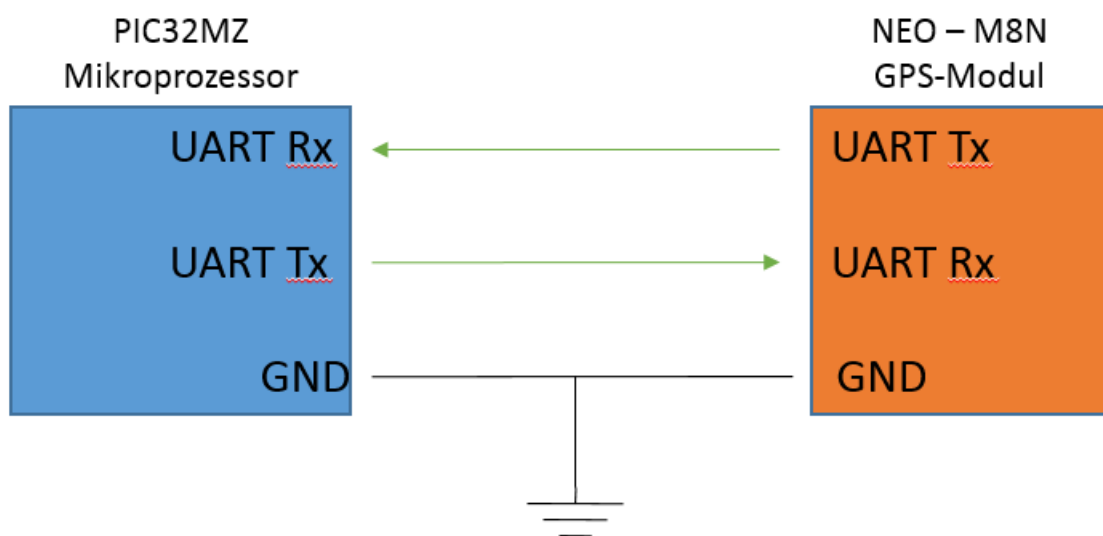 PIC32MZ
Mikroprozessor
NEO – M8N
GPS-Modul
UART Rx
UART Tx
UART Tx
UART Rx
GND
GND